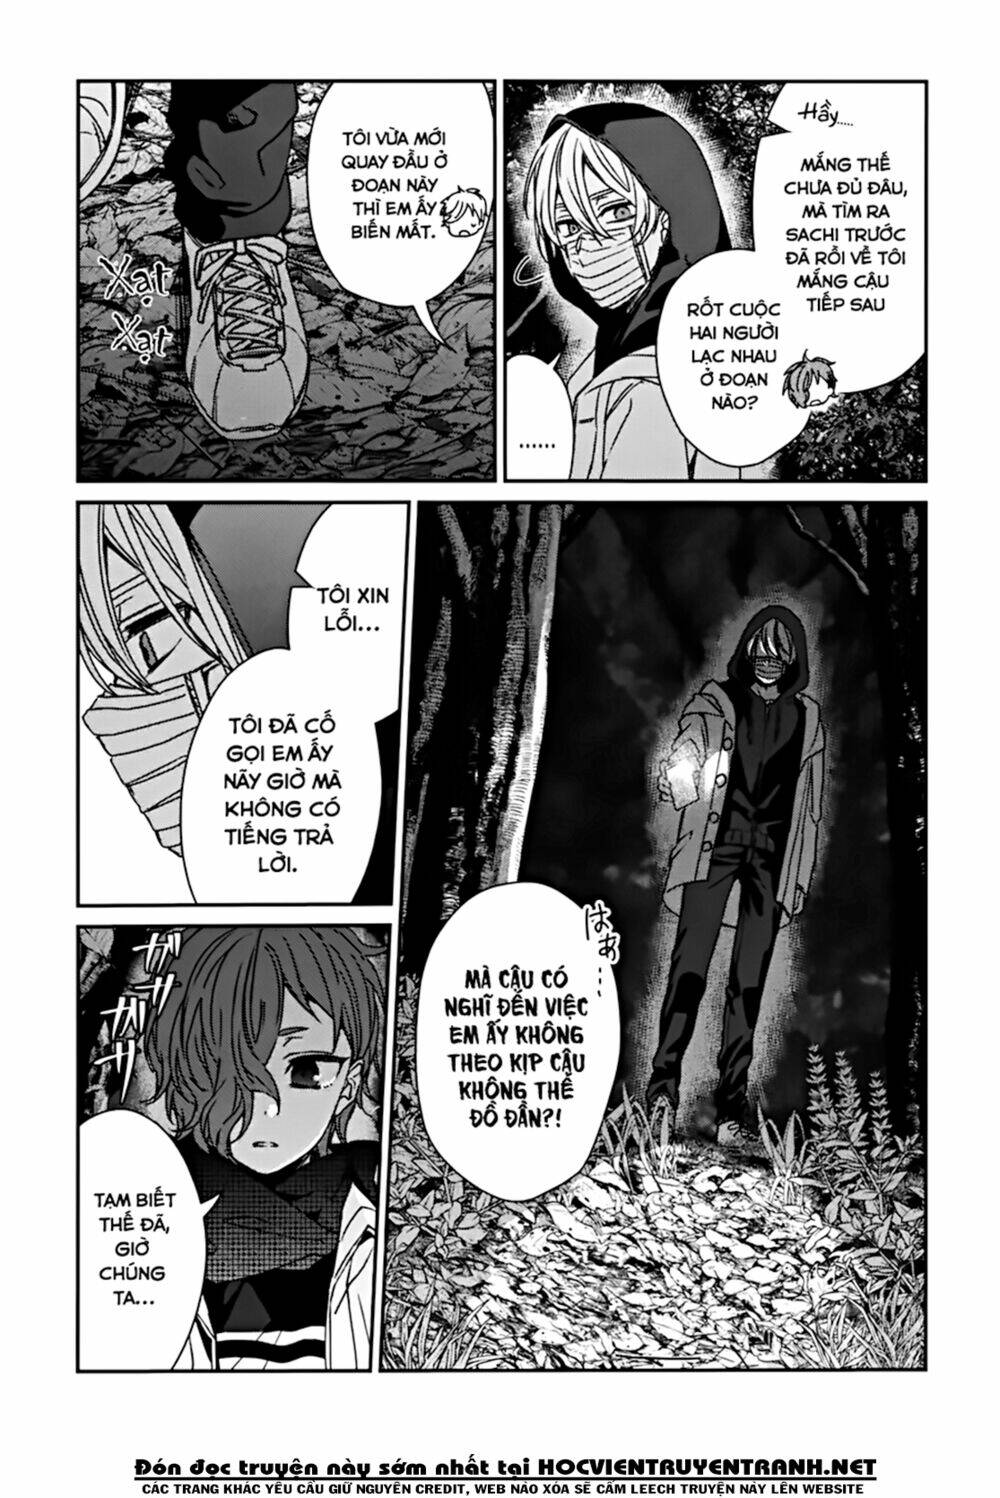 Hầy.....
MẮNG THẾ
CHƯA ĐỦ ĐÂU,
MÀ TÌM RA
SACHI TRƯỚC
ĐÃ RỒI VỀ TÔI
MẮNG CẬU
TIẾP SAU
RỐT CUỘC
HAI NGƯỜI
LẠC NHAU
Ở ĐOẠN
NÀO?
......
TÔI VỪA MỚI
QUAY ĐẦU Ở
ĐOẠN NÀY
THÌ EM ẤY
BIẾN MẤT.
Xạt
Xạt
はぁ…
MÀ CẬU CÓ
NGHĨ ĐẾN VIỆC
EM ẤY KHÔNG
THEO KỊP CẬU
KHÔNG THẾ
ĐỒ ĐẦN?!
TÔI XIN
LỖI...
TÔI ĐÃ CỐ
GỌI EM ẤY
NÃY GIỜ MÀ
KHÔNG CÓ
TIẾNG TRẢ
LỜI.
ザザザ
TẠM BIẾT
THẾ ĐÃ,
GIỜ
CHÚNG
TA...
Đón đọc truyện này sớm nhất tại HOCVIENTRUYENTRANH.NET
CÁC TRANG KHÁC YÊU CẦU GIỮ NGUYÊN CREDIT, WEB NÀO XÓA SẼ CẤM LEECH TRUYỆN NÀY LÊN WEBSITE